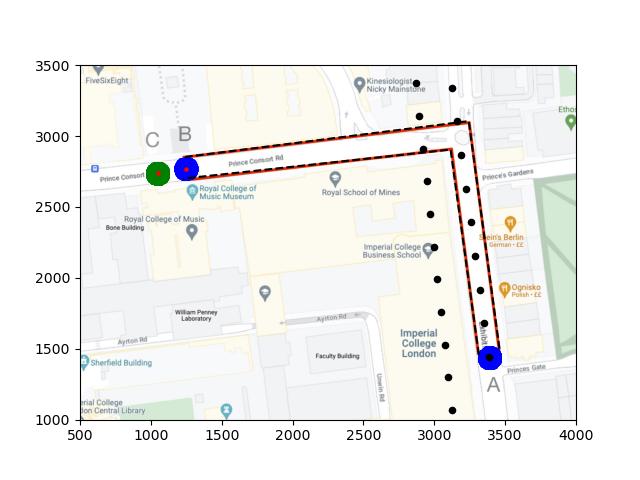 3500
FiveSixEight
Kinesiologist
Nicky Mainstone
Ethos
3000
C
B
Prince Consort
Prince Consort Rd
Prince's Gardens
Royal College of
Music Museum
Royal School of Mines
2500
Royal College of Music
Bone Building
Imperial College
Business School
Stein's Berlin
German • ££
2000
Ognisko
Polish • ££
William Penney
Laboratory
Ayrton Rd
Imperial
College
London
Exhibit
1500
Ayrton Rd
Sherfield Building
Faculty Building
Unwin Rd
Princes Gate
A
erial College
don Central Library
1000
500
1000
1500
2000
2500
3000
3500
4000